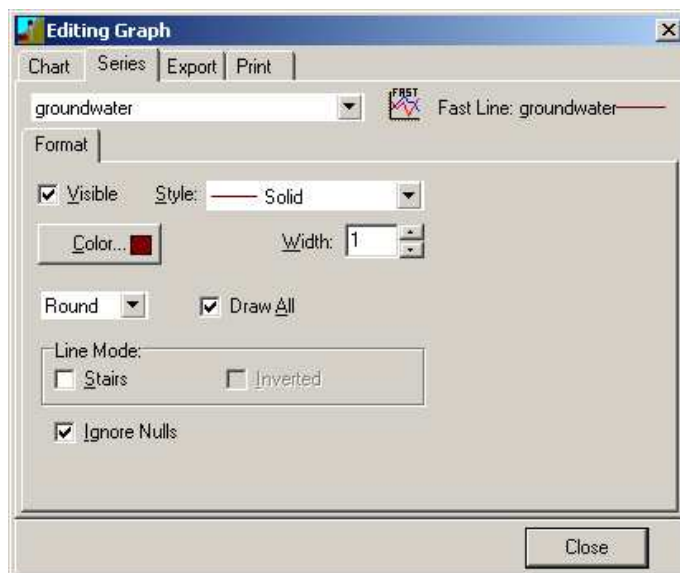 Editing Graph
Chart Series Export Print
groundwater FAST Fast Line: groundwater
Format
Visible Style: Solid
Color... Width: 1
Round Draw All
Line Mode:
Stairs Inverted
Ignore Nulls
Close